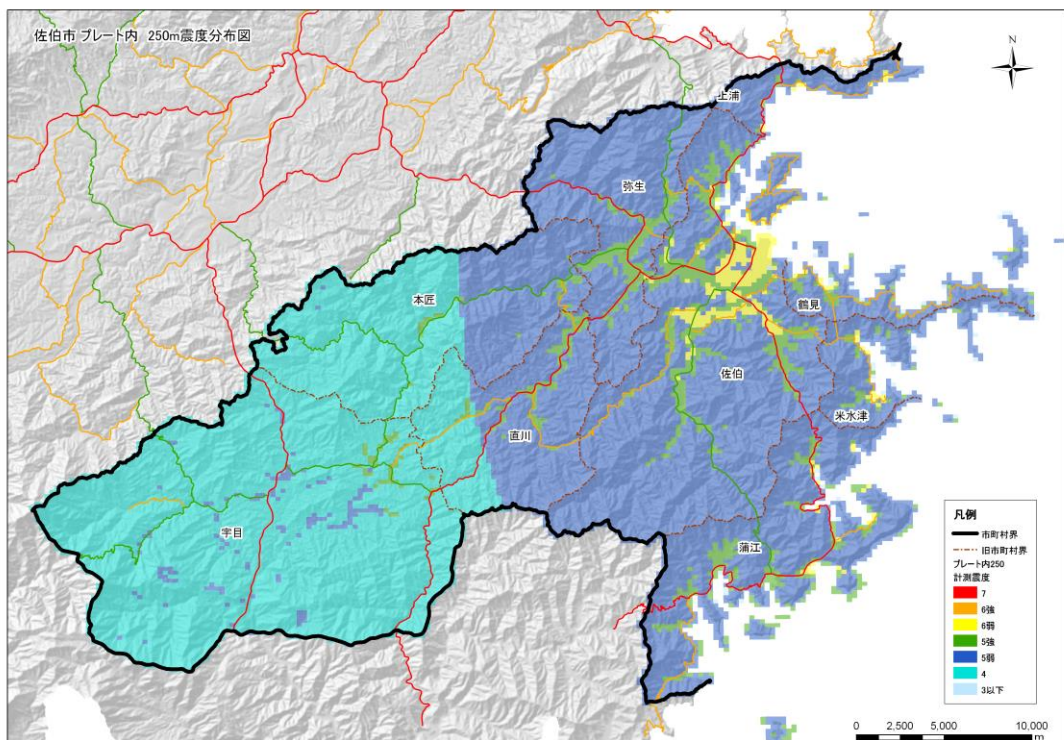 佐伯市 プレート内 250m震度分布図
N
上浦
弥生
本匠
鶴見
佐伯
米水津
直川
宇目
蒲江
凡例
市町村界
旧市町村界
プレート内250
計測震度
7
6強
6弱
5強
5弱
4
3以下
0 2,500 5,000 10,000
m